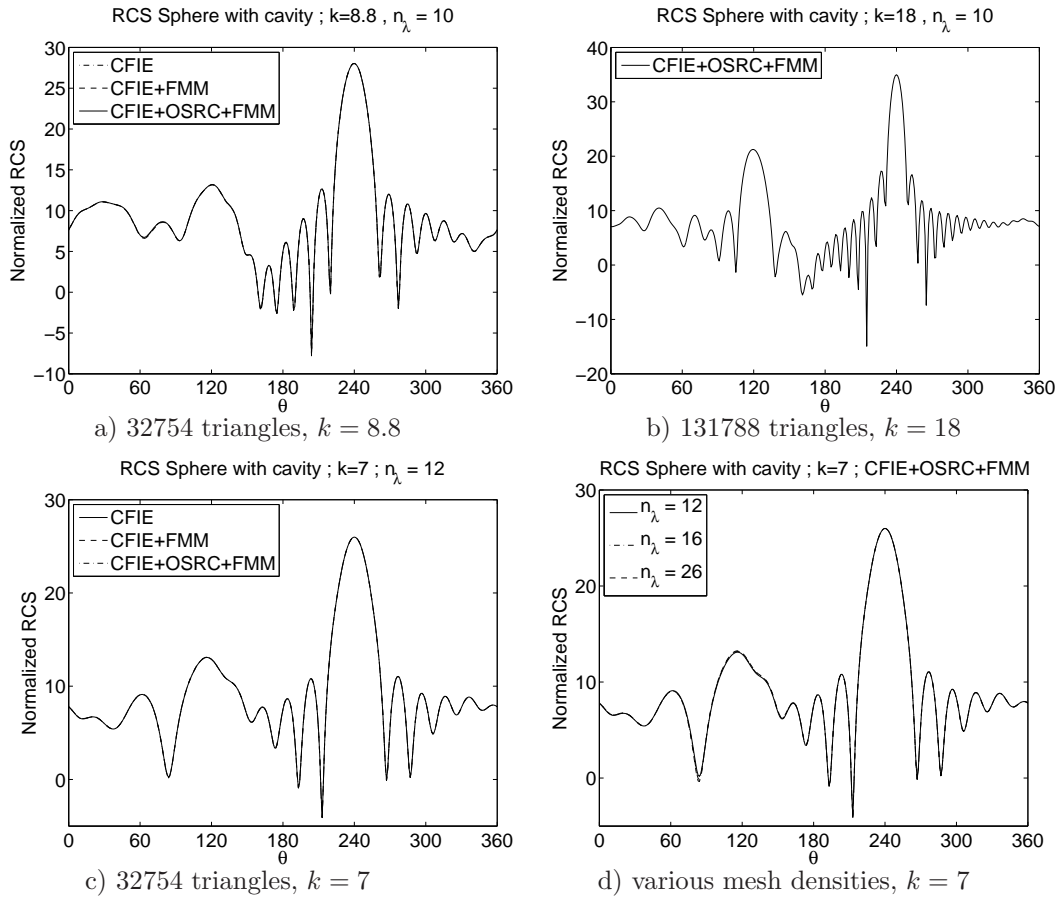 RCS Sphere with cavity ; k=8.8 , n_λ = 10
30
25
20
15
10
5
0
−5
−10
Normalized RCS
CFIE
CFIE+FMM
CFIE+OSRC+FMM
0 60 120 180 240 300 360
θ
a) 32754 triangles, k = 8.8
RCS Sphere with cavity ; k=18 , n_λ = 10
40
30
20
10
0
−10
−20
Normalized RCS
CFIE+OSRC+FMM
0 60 120 180 240 300 360
θ
b) 131788 triangles, k = 18
RCS Sphere with cavity ; k=7 ; n_λ = 12
30
20
10
0
Normalized RCS
CFIE
CFIE+FMM
CFIE+OSRC+FMM
0 60 120 180 240 300 360
θ
c) 32754 triangles, k = 7
RCS Sphere with cavity ; k=7 ; CFIE+OSRC+FMM
30
20
10
0
Normalized RCS
n_λ = 12
n_λ = 16
n_λ = 26
0 60 120 180 240 300 360
θ
d) various mesh densities, k = 7